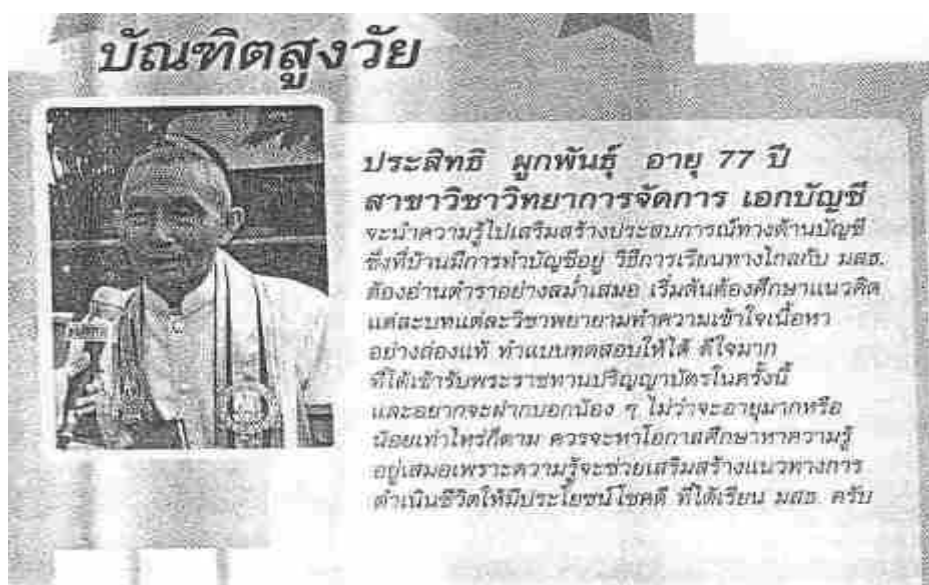 บัณฑิตสูงวัย
ประสิทธิ ผูกพันธุ์ อายุ 77 ปี
สาขาวิชาวิทยาการจัดการ เอกบัญชี
จะนำความรู้ไปเสริมสร้างประสบการณ์ทางด้านบัญชี
ซึ่งที่บ้านมีการทำบัญชีอยู่ วิธีการเรียนทางไกลกับ มสธ.
ต้องอ่านตำราอย่างสม่ำเสมอ เริ่มต้นต้องศึกษาแนวคิด
แต่ละบทแต่ละวิชาพยายามทำความเข้าใจเนื้อหา
อย่างถ่องแท้ ทำแบบทดสอบให้ได้ ดีใจมาก
ที่ได้เข้ารับพระราชทานปริญญาบัตรในครั้งนี้
และอยากจะฝากบอกน้อง ๆ ไม่ว่าจะอายุมากหรือ
น้อยเท่าไหร่ก็ตาม ควรจะหาโอกาสศึกษาหาความรู้
อยู่เสมอเพราะความรู้จะช่วยเสริมสร้างแนวทางการ
ดำเนินชีวิตให้มีประโยชน์โชคดี ที่ได้เรียน มสธ. ครับ